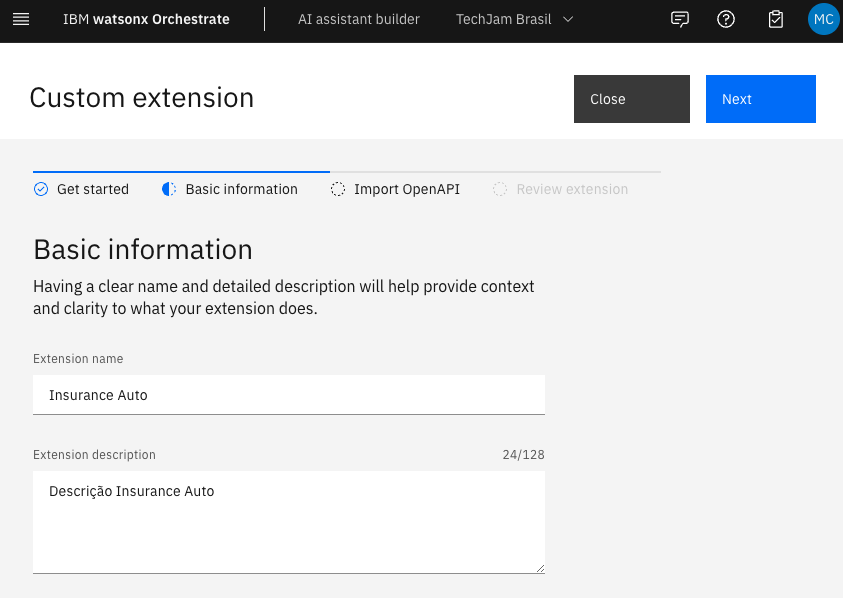 IBM watsonx Orchestrate AI assistant builder TechJam Brasil MC
Custom extension Close Next
Get started Basic information Import OpenAPI Review extension
Basic information
Having a clear name and detailed description will help provide context
and clarity to what your extension does.
Extension name
Insurance Auto
Extension description 24/128
Descrição Insurance Auto